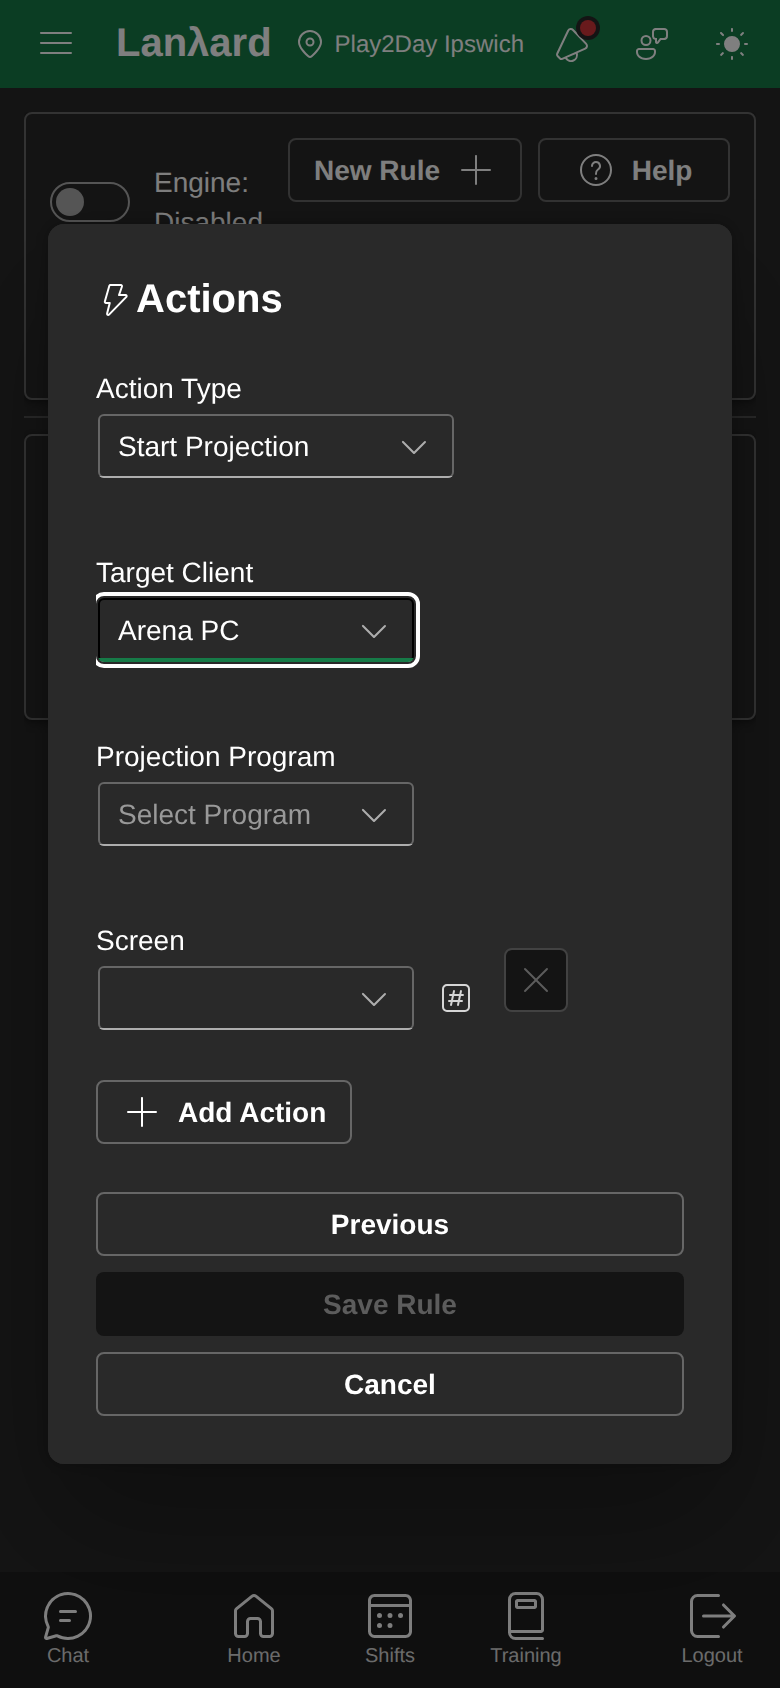 Lanλard
Play2Day Ipswich
Engine:
Disabled
New Rule
Help
Actions
Action Type
Start Projection
Target Client
Arena PC
Projection Program
Select Program
Screen
Add Action
Previous
Save Rule
Cancel
Chat
Home
Shifts
Training
Logout